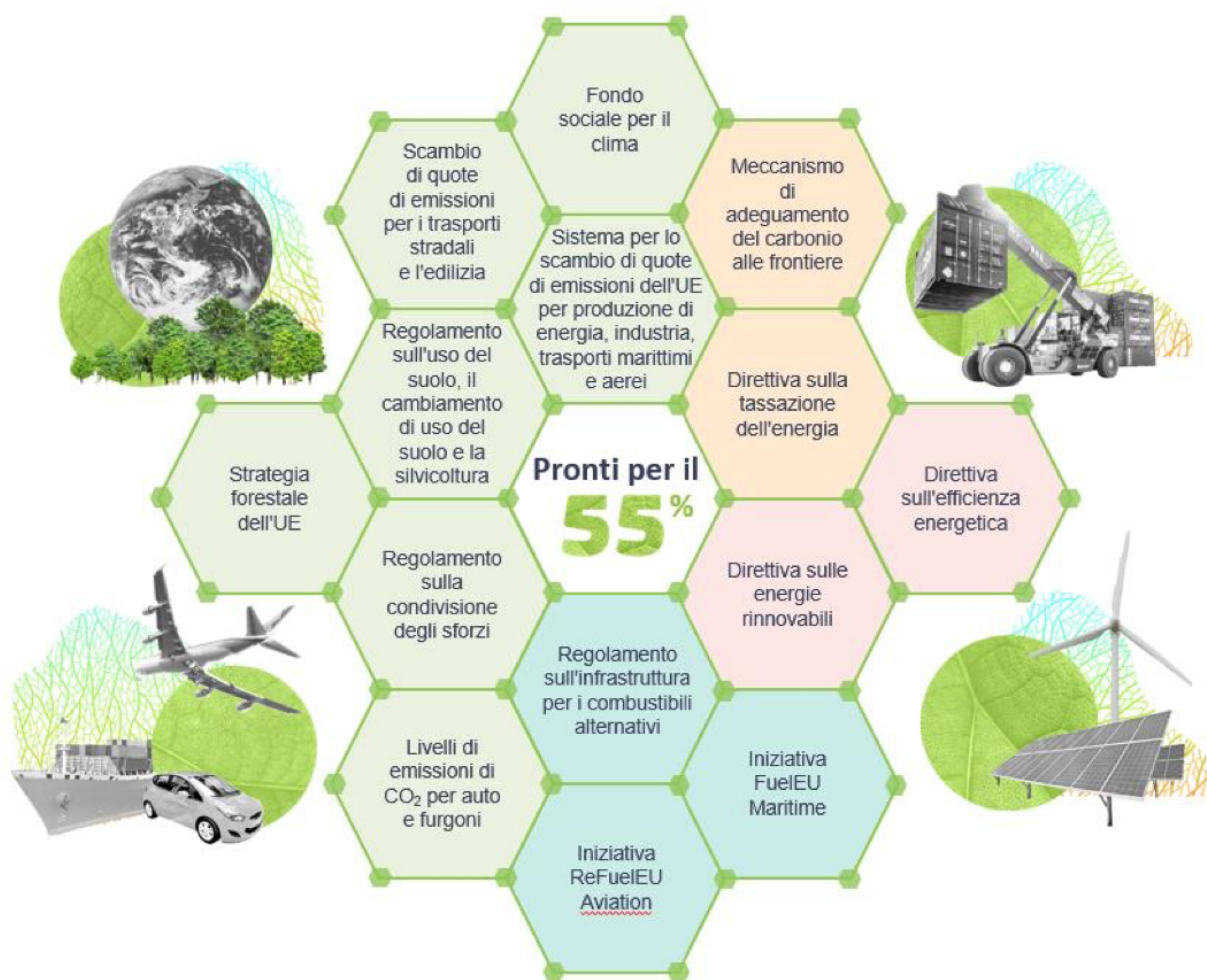 Fondo
sociale per il
clima
Scambio
di quote
di emissioni
per i trasporti
stradali
e l'edilizia
Meccanismo
di
adeguamento
del carbonio
alle frontiere
Sistema per lo
scambio di quote
di emissioni dell'UE
per produzione di
energia, industria,
trasporti marittimi
e aerei
Regolamento
sull'uso del
suolo, il
cambiamento
di uso del
suolo e la
silvicoltura
Direttiva sulla
tassazione
dell'energia
Strategia
forestale
dell'UE
Pronti per il
55%
Direttiva
sull'efficienza
energetica
Regolamento
sulla
condivisione
degli sforzi
Direttiva sulle
energie
rinnovabili
Regolamento
sull'infrastruttura
per i combustibili
alternativi
Livelli di
emissioni di
CO₂ per auto
e furgoni
Iniziativa
FuelEU
Maritime
Iniziativa
ReFuelEU
Aviation